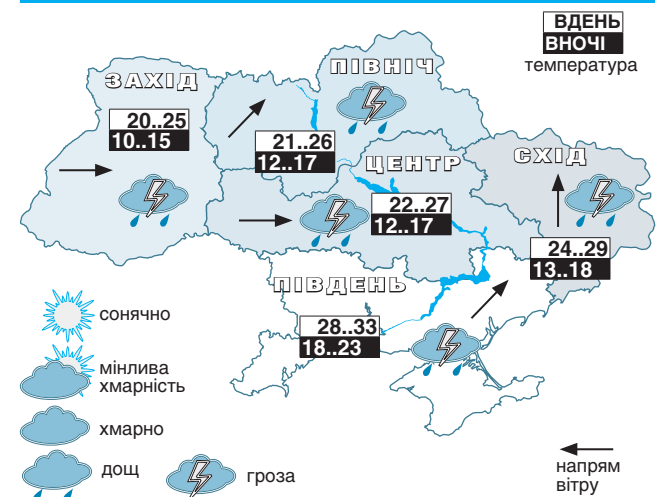 ВДЕНЬ
ВНОЧІ
температура
ПІВНІЧ
ЗАХІД
20..25
10..15
21..26
12..17
ЦЕНТР
СХІД
22..27
12..17
24..29
13..18
ПІВДЕНЬ
28..33
18..23
сонячно
мінлива
хмарність
хмарно
дощ
гроза
напрям
вітру